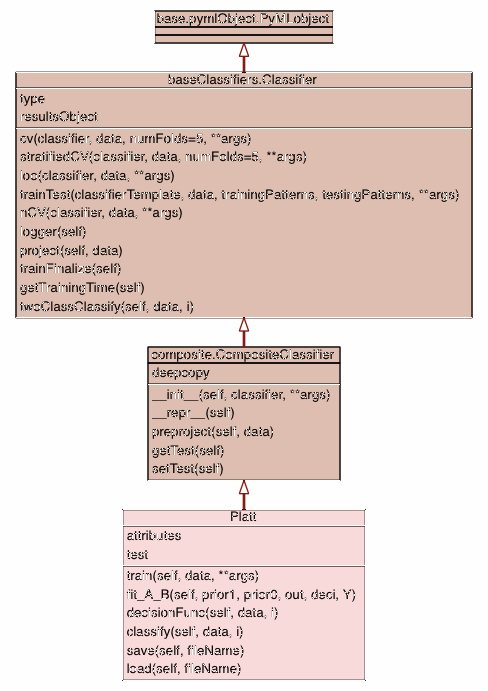 base.pymlObject.PyMLobject
baseClassifiers.Classifier
type
resultsObject
cv(classifier, data, numFolds=5, **args)
stratifiedCV(classifier, data, numFolds=5, **args)
loo(classifier, data, **args)
trainTest(classifierTemplate, data, trainingPatterns, testingPatterns, **args)
nCV(classifier, data, **args)
logger(self)
project(self, data)
trainFinalize(self)
getTrainingTime(self)
twoClassClassify(self, data, i)
composite.CompositeClassifier
deepcopy
__init__(self, classifier, **args)
__repr__(self)
preproject(self, data)
getTest(self)
setTest(self)
Platt
attributes
test
train(self, data, **args)
fit_A_B(self, prior1, prior0, out, deci, Y)
decisionFunc(self, data, i)
classify(self, data, i)
save(self, fileName)
load(self, fileName)